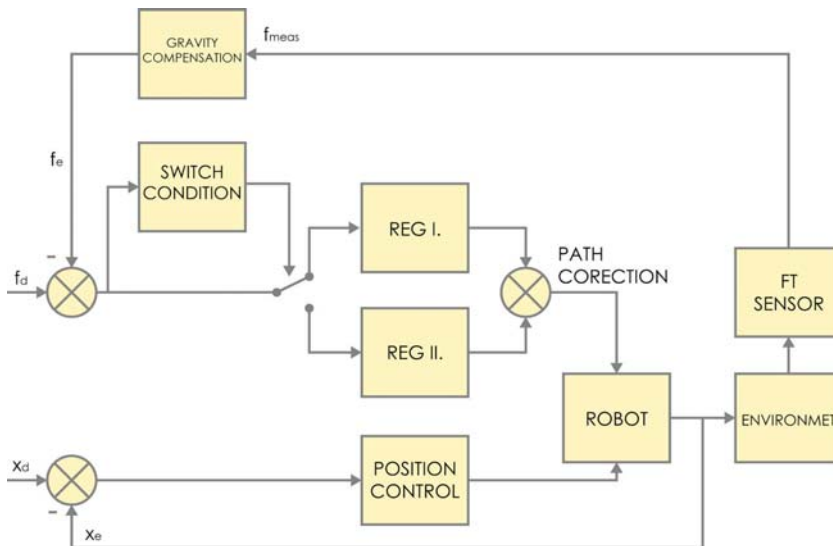 GRAVITY
COMPENSATION
fmeas
fe
SWITCH
CONDITION
REG I.
PATH
CORECTION
FT
SENSOR
-
fd
REG II.
ROBOT
ENVIRONMET
xd
POSITION
CONTROL
-
xe